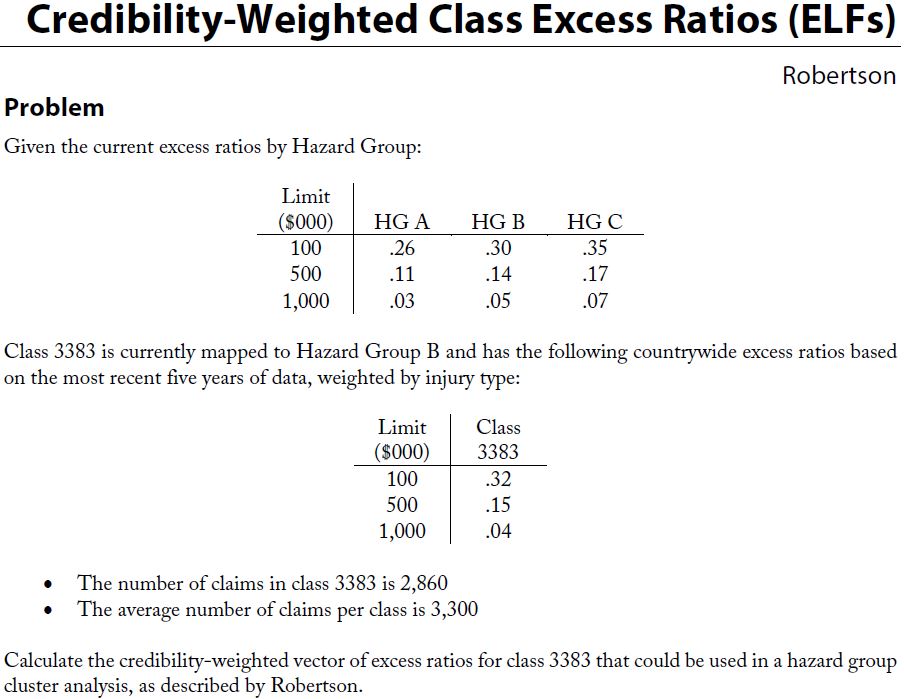 Credibility-Weighted Class Excess Ratios (ELFs)
Robertson
Problem
Given the current excess ratios by Hazard Group:
Limit
($000) HG A HG B HG C
100 .26 .30 .35
500 .11 .14 .17
1,000 .03 .05 .07
Class 3383 is currently mapped to Hazard Group B and has the following countrywide excess ratios based
on the most recent five years of data, weighted by injury type:
Limit Class
($000) 3383
100 .32
500 .15
1,000 .04
• The number of claims in class 3383 is 2,860
• The average number of claims per class is 3,300
Calculate the credibility-weighted vector of excess ratios for class 3383 that could be used in a hazard group
cluster analysis, as described by Robertson.